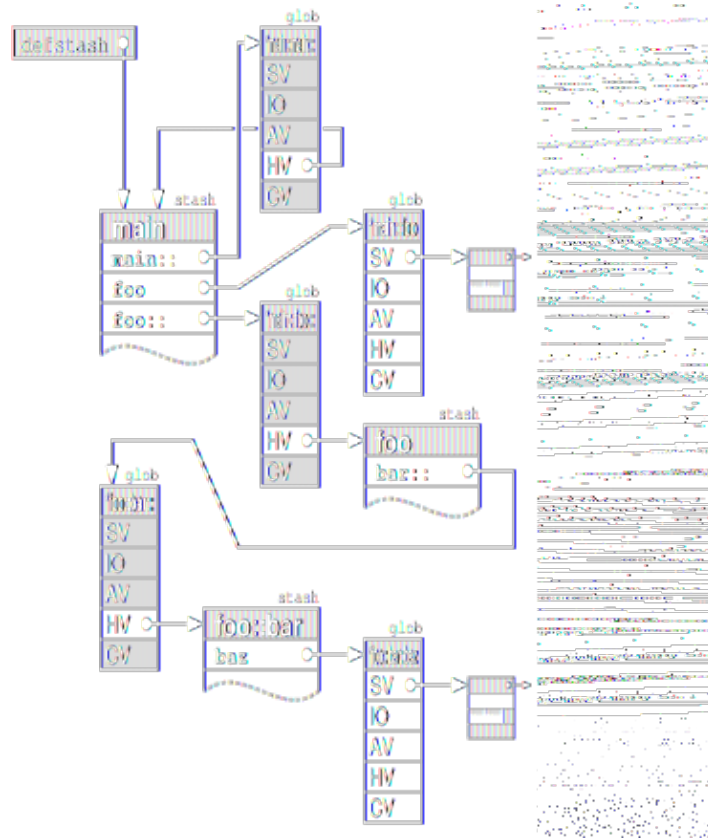 glob
defstash
SV
IO
AV
HV
CV
stash
main
main::
foo
foo::
glob
SV
IO
AV
HV
CV
glob
SV
IO
AV
HV
CV
stash
foo
baz::
glob
SV
IO
AV
HV
CV
stash
foo::bar
baz
glob
SV
IO
AV
HV
CV